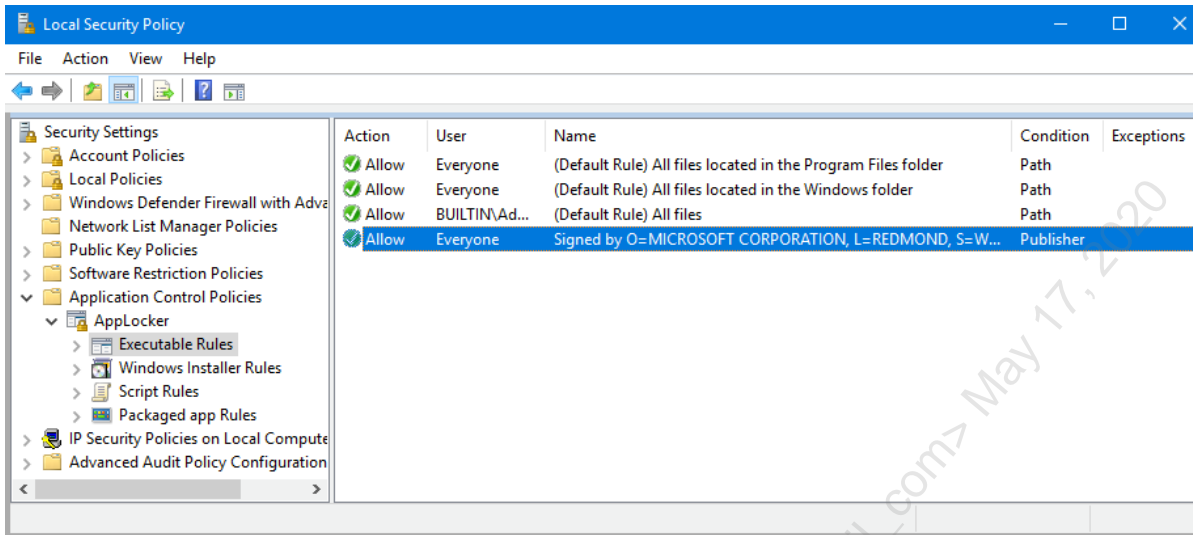 Local Security Policy
File Action View Help
Security Settings
Account Policies
Local Policies
Windows Defender Firewall with Adva
Network List Manager Policies
Public Key Policies
Software Restriction Policies
Application Control Policies
AppLocker
Executable Rules
Windows Installer Rules
Script Rules
Packaged app Rules
IP Security Policies on Local Compute
Advanced Audit Policy Configuration
Action User Name Condition Exceptions
Allow Everyone (Default Rule) All files located in the Program Files folder Path
Allow Everyone (Default Rule) All files located in the Windows folder Path
Allow BUILTIN\Ad... (Default Rule) All files Path
Allow Everyone Signed by O=MICROSOFT CORPORATION, L=REDMOND, S=W... Publisher
com> May 17, 2020